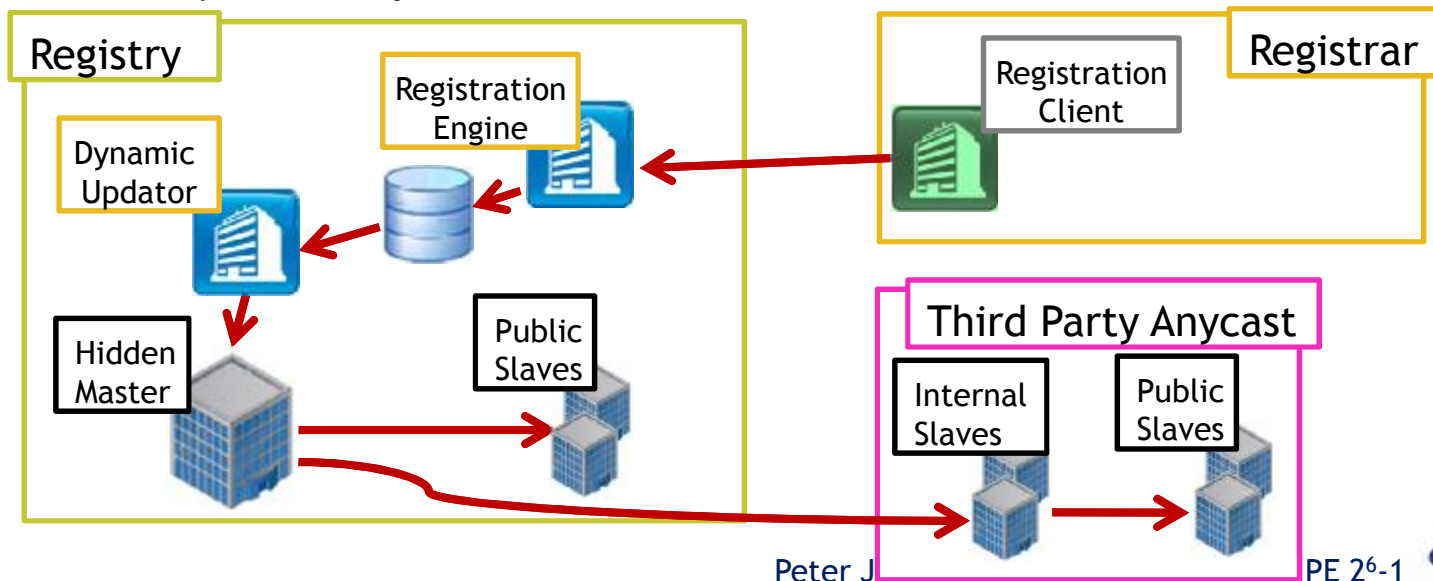 Registry
Registrar
Registration
Engine
Registration
Client
Dynamic
Updator
Third Party Anycast
Hidden
Master
Public
Slaves
Internal
Slaves
Public
Slaves
Peter J
PE 2⁶-1